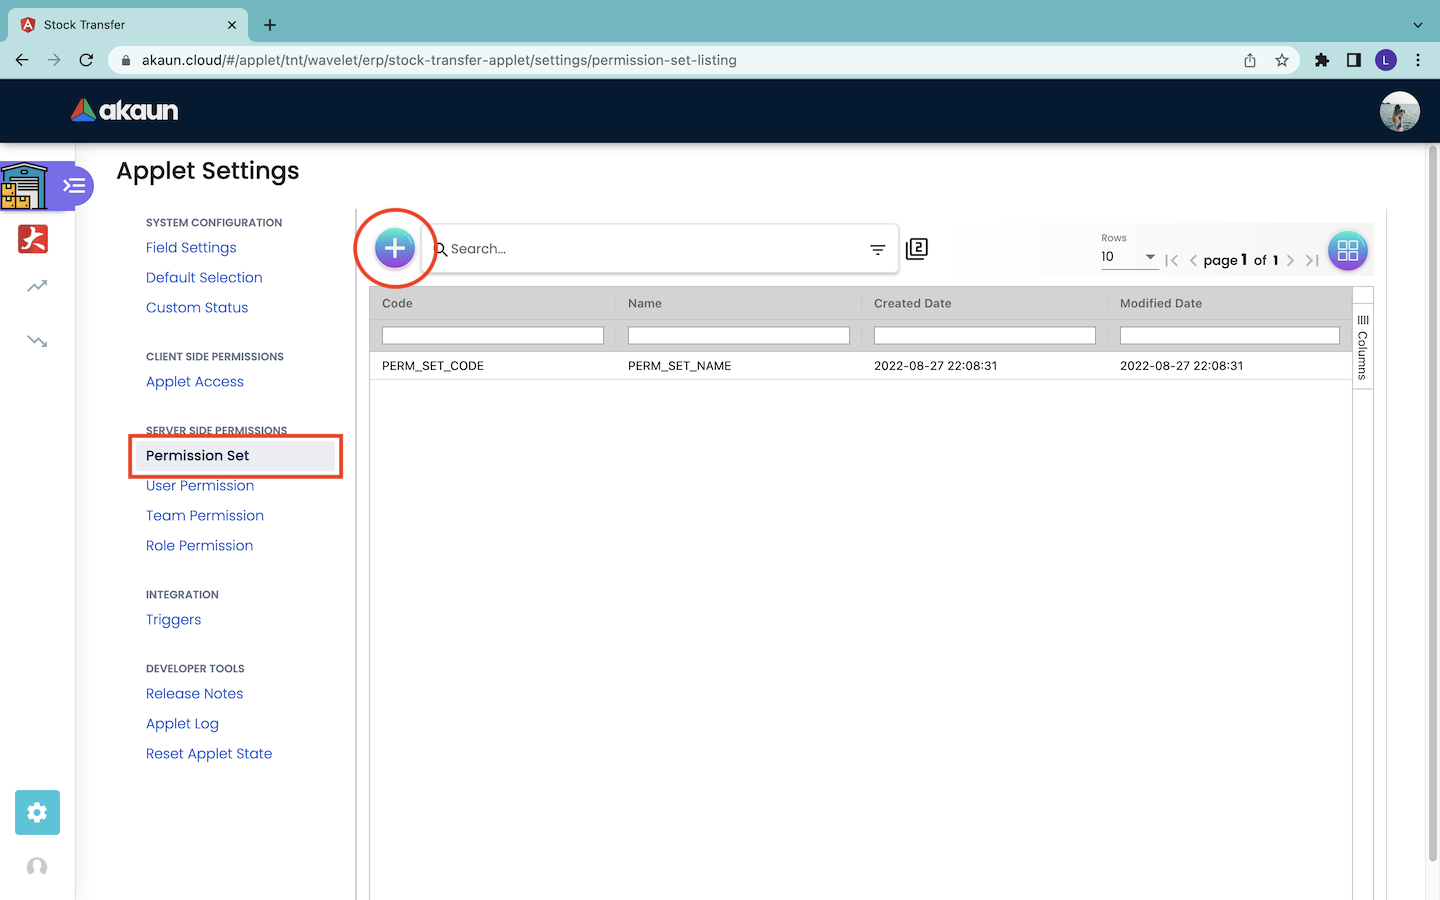 Stock Transfer
akaun.cloud/#/applet/tnt/wavelet/erp/stock-transfer-applet/settings/permission-set-listing
L
akaun
Applet Settings
SYSTEM CONFIGURATION
Field Settings
Default Selection
Custom Status
CLIENT SIDE PERMISSIONS
Applet Access
SERVER SIDE PERMISSIONS
Permission Set
User Permission
Team Permission
Role Permission
INTEGRATION
Triggers
DEVELOPER TOOLS
Release Notes
Applet Log
Reset Applet State
Search...
2
Rows
10
page 1 of 1
Code Name Created Date Modified Date
PERM_SET_CODE PERM_SET_NAME 2022-08-27 22:08:31 2022-08-27 22:08:31
Columns